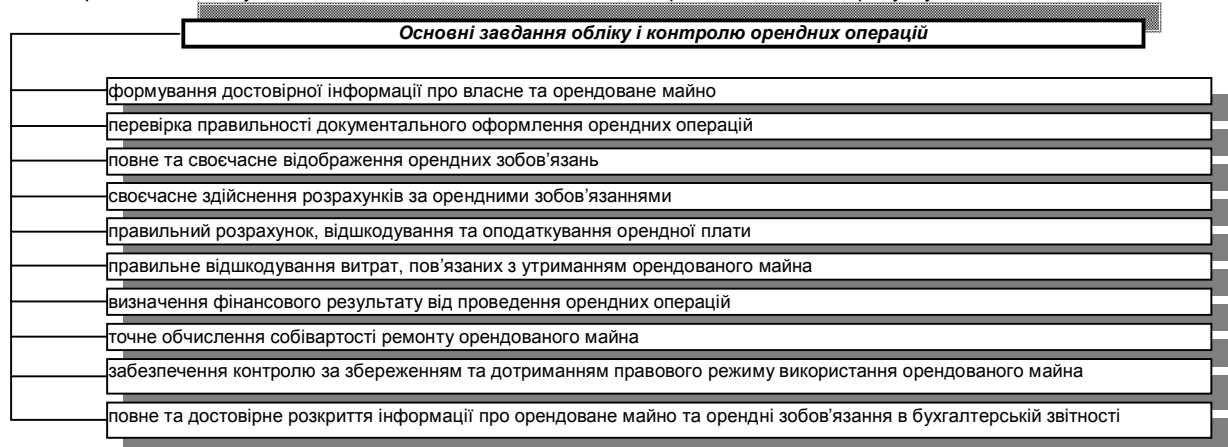 Основні завдання обліку і контролю орендних операцій
формування достовірної інформації про власне та орендоване майно
перевірка правильності документального оформлення орендних операцій
повне та своєчасне відображення орендних зобов’язань
своєчасне здійснення розрахунків за орендними зобов’язаннями
правильний розрахунок, відшкодування та оподаткування орендної плати
правильне відшкодування витрат, пов’язаних з утриманням орендованого майна
визначення фінансового результату від проведення орендних операцій
точне обчислення собівартості ремонту орендованого майна
забезпечення контролю за збереженням та дотриманням правового режиму використання орендованого майна
повне та достовірне розкриття інформації про орендоване майно та орендні зобов’язання в бухгалтерській звітності